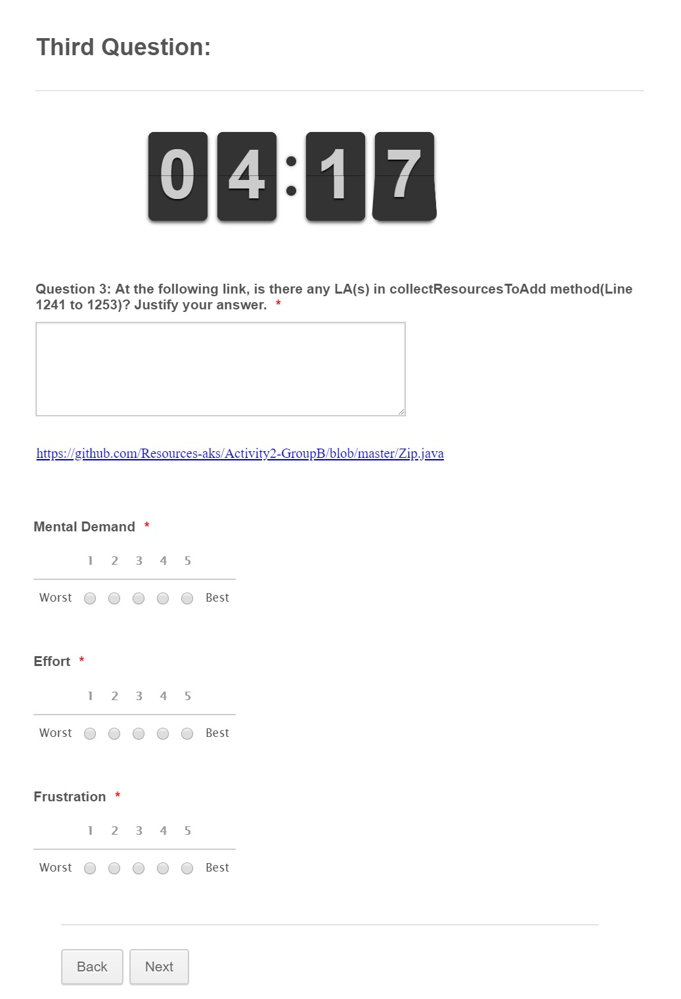 Third Question:
04:17
Question 3: At the following link, is there any LA(s) in collectResourcesToAdd method(Line
1241 to 1253)? Justify your answer. *
https://github.com/Resources-aks/Activity2-GroupB/blob/master/Zip.java
Mental Demand *
1 2 3 4 5
Worst Best
Effort *
1 2 3 4 5
Worst Best
Frustration *
1 2 3 4 5
Worst Best
Back Next